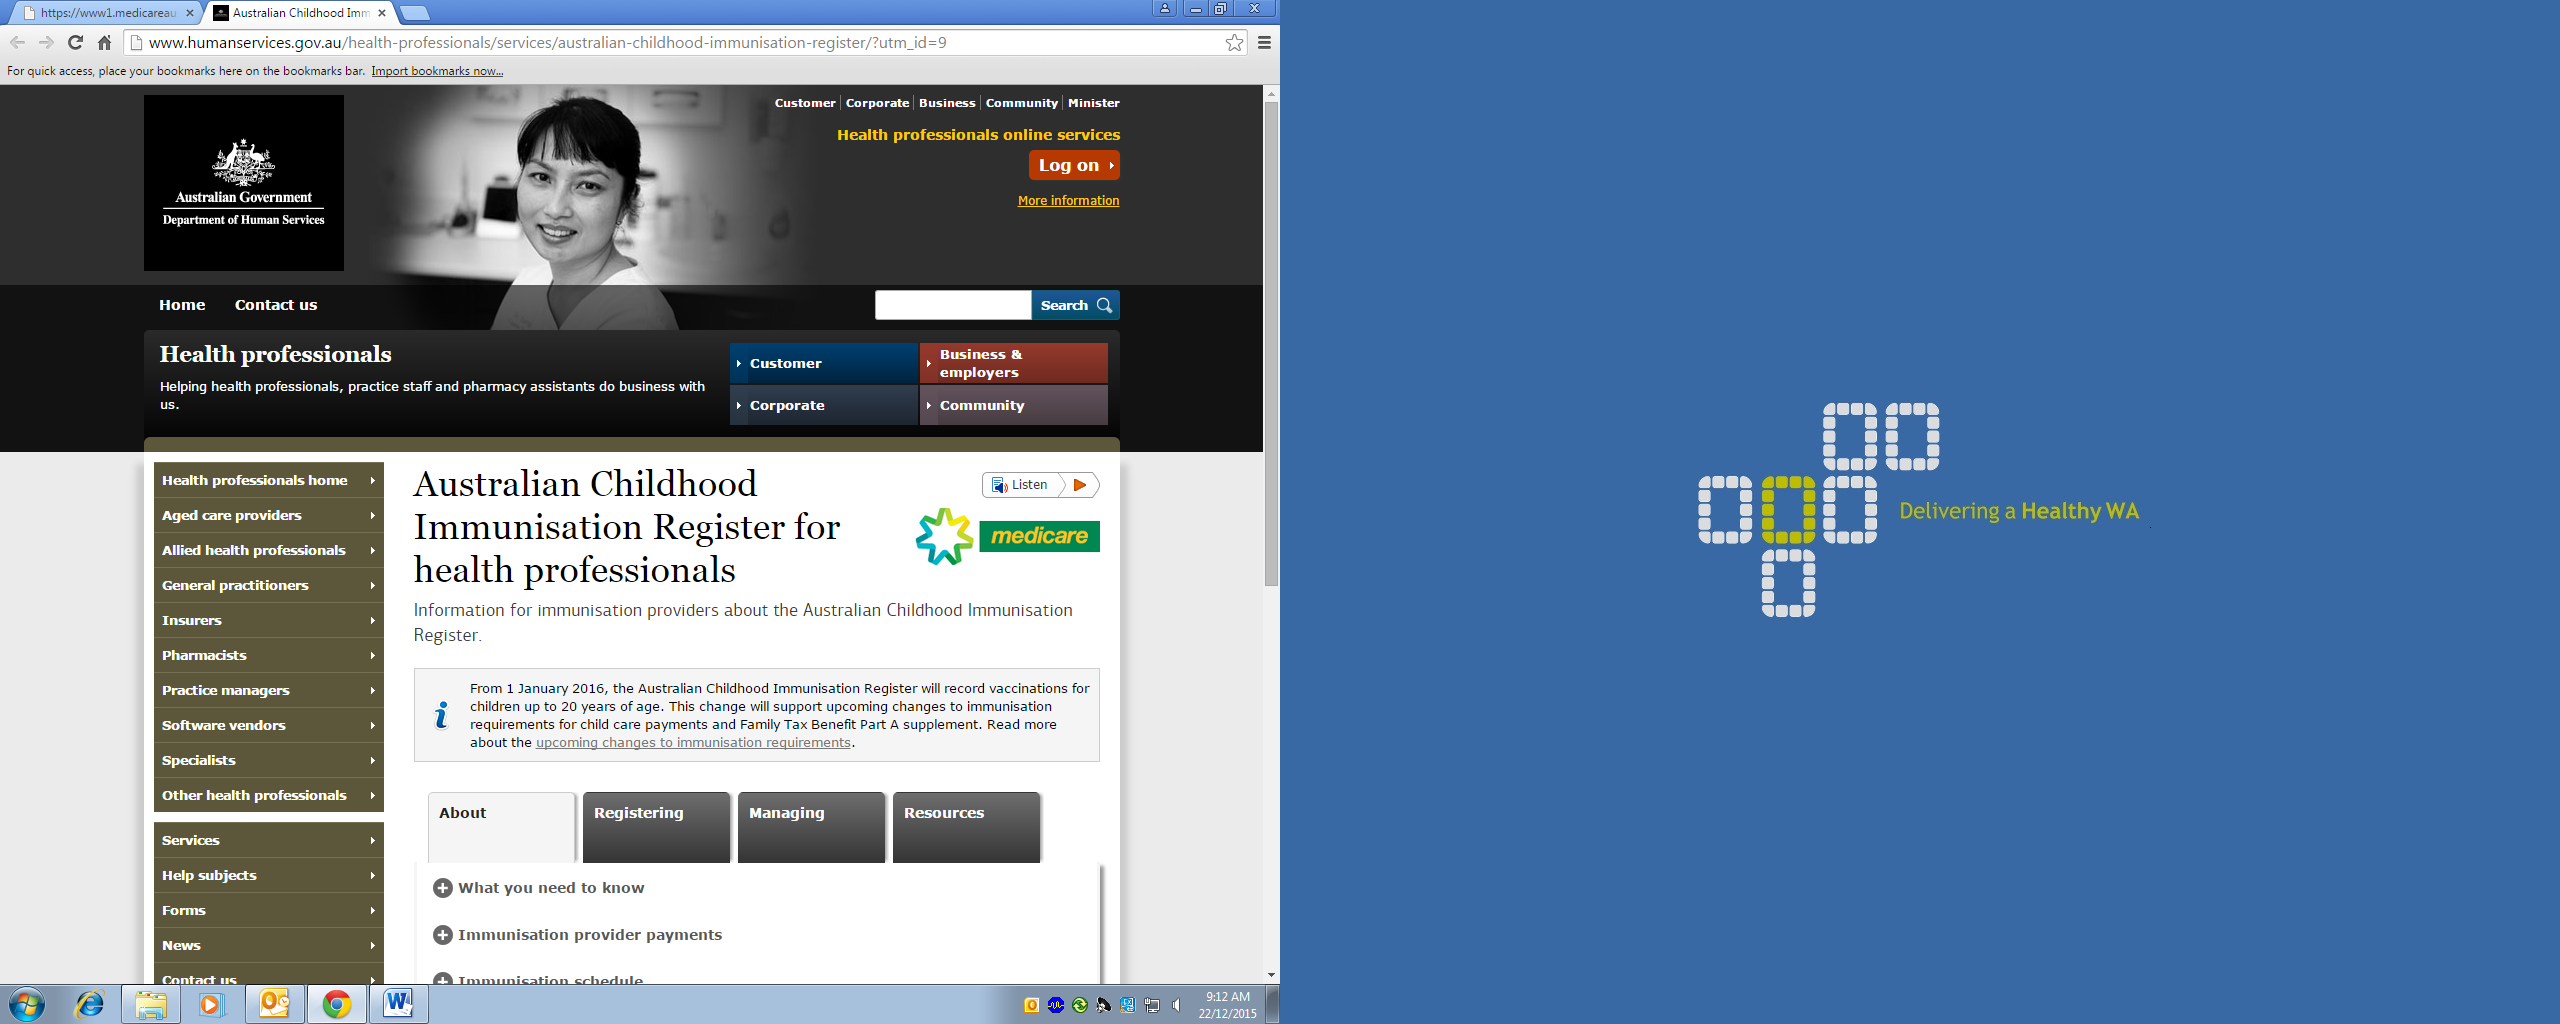 https://www1.medicareau
Australian Childhood Imm
www.humanservices.gov.au/health-professionals/services/australian-childhood-immunisation-register/?utm_id=9
For quick access, place your bookmarks here on the bookmarks bar. Import bookmarks now...
Australian Government
Department of Human Services
Customer Corporate Business Community Minister
Health professionals online services
Log on
More information
Home Contact us
Search
Health professionals
Helping health professionals, practice staff and pharmacy assistants do business with
us.
Customer
Business &
employers
Corporate
Community
Health professionals home
Aged care providers
Allied health professionals
General practitioners
Insurers
Pharmacists
Practice managers
Software vendors
Specialists
Other health professionals
Services
Help subjects
Forms
News
Contact us
Australian Childhood
Immunisation Register for
health professionals
Listen
medicare
Information for immunisation providers about the Australian Childhood Immunisation
Register.
From 1 January 2016, the Australian Childhood Immunisation Register will record vaccinations for
children up to 20 years of age. This change will support upcoming changes to immunisation
requirements for child care payments and Family Tax Benefit Part A supplement. Read more
about the upcoming changes to immunisation requirements.
About
Registering
Managing
Resources
What you need to know
Immunisation provider payments
Immunisation schedule
9:12 AM
22/12/2015
Delivering a Healthy WA